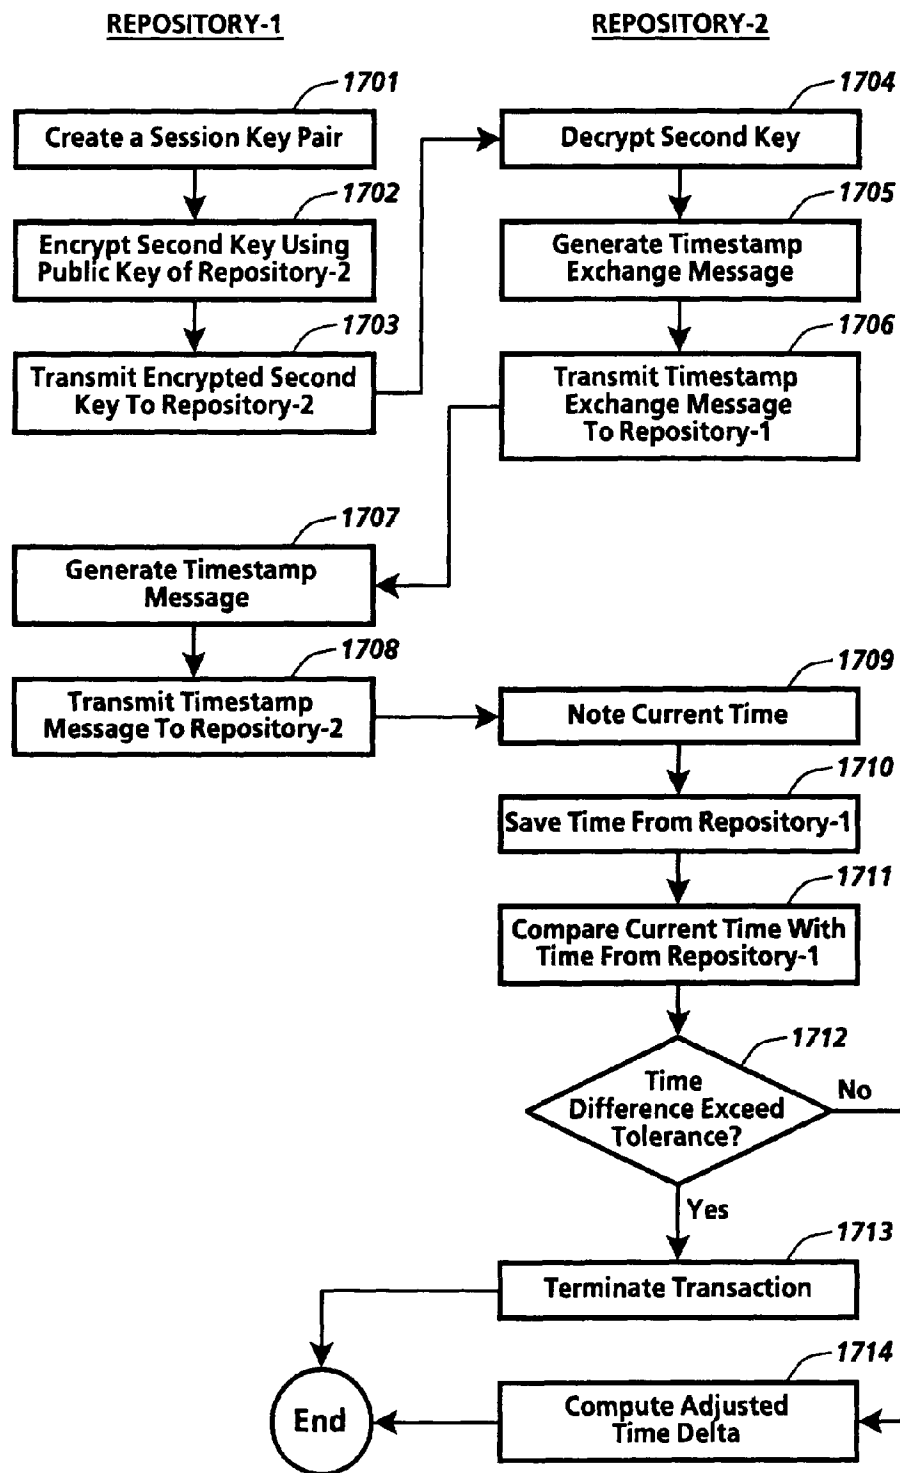 REPOSITORY-1
REPOSITORY-2
1701
Create a Session Key Pair
1702
Encrypt Second Key Using
Public Key of Repository-2
1703
Transmit Encrypted Second
Key To Repository-2
1704
Decrypt Second Key
1705
Generate Timestamp
Exchange Message
1706
Transmit Timestamp
Exchange Message
To Repository-1
1707
Generate Timestamp
Message
1708
Transmit Timestamp
Message To Repository-2
1709
Note Current Time
1710
Save Time From Repository-1
1711
Compare Current Time With
Time From Repository-1
1712
Time
Difference Exceed
Tolerance?
No
Yes
1713
Terminate Transaction
1714
Compute Adjusted
Time Delta
End